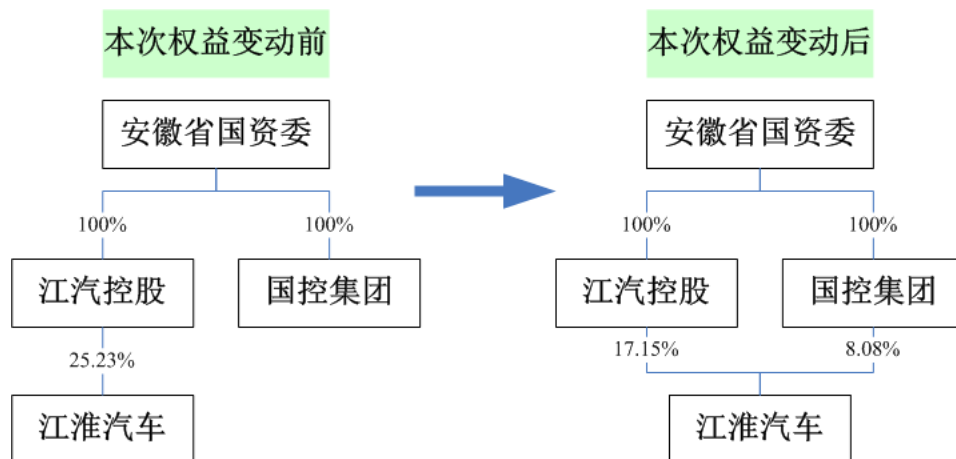 本次权益变动前
安徽省国资委
100%
100%
江汽控股
国控集团
25.23%
江淮汽车
本次权益变动后
安徽省国资委
100%
100%
江汽控股
国控集团
17.15%
8.08%
江淮汽车